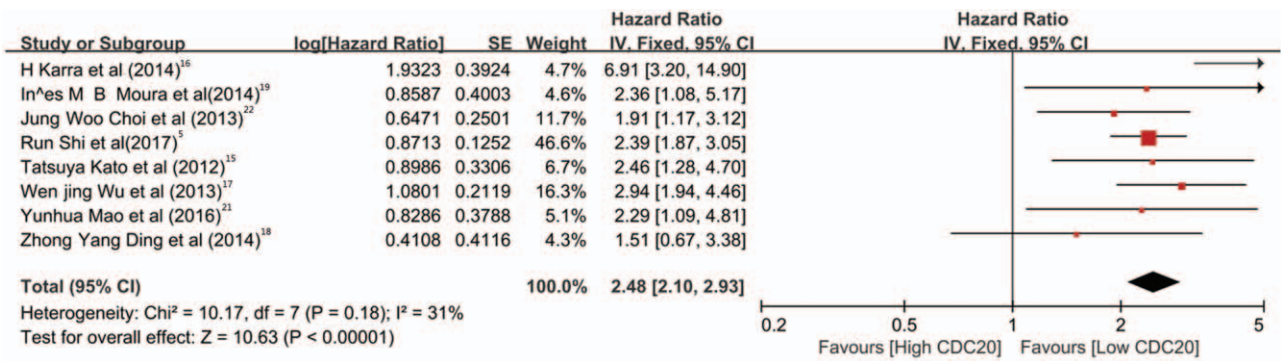 Hazard Ratio Hazard Ratio
Study or Subgroup log[Hazard Ratio] SE Weight IV, Fixed, 95% CI IV, Fixed, 95% CI
H Karra et al (2014)¹⁶ 1.9323 0.3924 4.7% 6.91 [3.20, 14.90]
In^es M B Moura et al(2014)¹⁹ 0.8587 0.4003 4.6% 2.36 [1.08, 5.17]
Jung Woo Choi et al (2013)²² 0.6471 0.2501 11.7% 1.91 [1.17, 3.12]
Run Shi et al(2017)⁵ 0.8713 0.1252 46.6% 2.39 [1.87, 3.05]
Tatsuya Kato et al (2012)¹⁵ 0.8986 0.3306 6.7% 2.46 [1.28, 4.70]
Wen jing Wu et al (2013)¹⁷ 1.0801 0.2119 16.3% 2.94 [1.94, 4.46]
Yunhua Mao et al (2016)²¹ 0.8286 0.3788 5.1% 2.29 [1.09, 4.81]
Zhong Yang Ding et al (2014)¹⁸ 0.4108 0.4116 4.3% 1.51 [0.67, 3.38]
Total (95% CI) 100.0% 2.48 [2.10, 2.93]
Heterogeneity: Chi² = 10.17, df = 7 (P = 0.18); I² = 31%
Test for overall effect: Z = 10.63 (P < 0.00001)
0.2 0.5 1 2 5
Favours [High CDC20] Favours [Low CDC20]